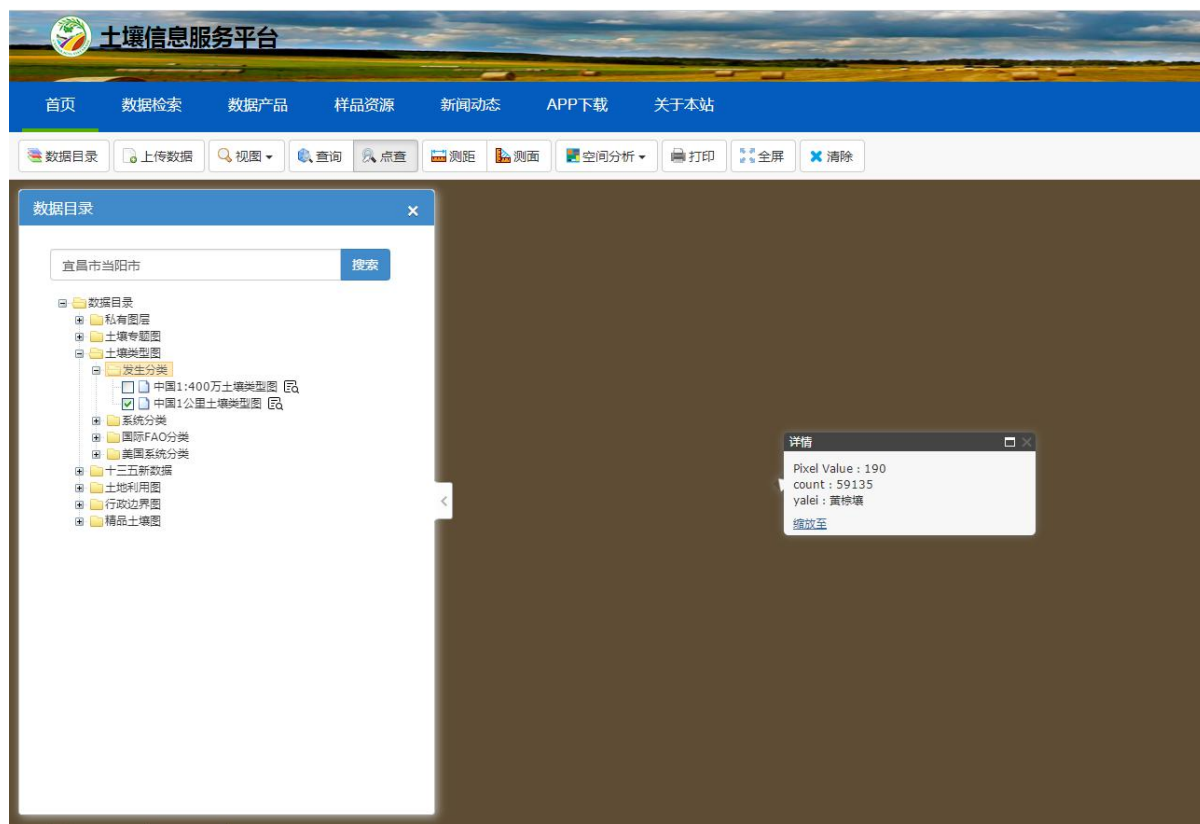 土壤信息服务平台
首页 数据检索 数据产品 样品资源 新闻动态 APP下载 关于本站
数据目录 上传数据 视图 查询 点查 测距 测面 空间分析 打印 全屏 清除
数据目录
宜昌市当阳市 搜索
数据目录
私有图层
土壤专题图
土壤类型图
发生分类
中国1:400万土壤类型图
中国1公里土壤类型图
系统分类
国际FAO分类
美国系统分类
十三五新数据
土地利用图
行政边界图
精品土壤图
详情
Pixel Value : 190
count : 59135
yalei : 黄棕壤
缩放至